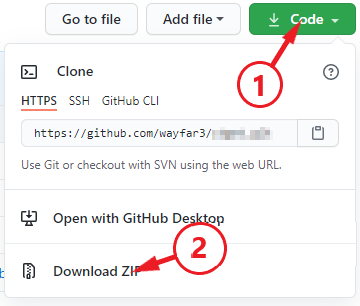 Go to file Add file Code
1
Clone
HTTPS SSH GitHub CLI
https://github.com/wayfar3/
Use Git or checkout with SVN using the web URL.
Open with GitHub Desktop
2
Download ZIP